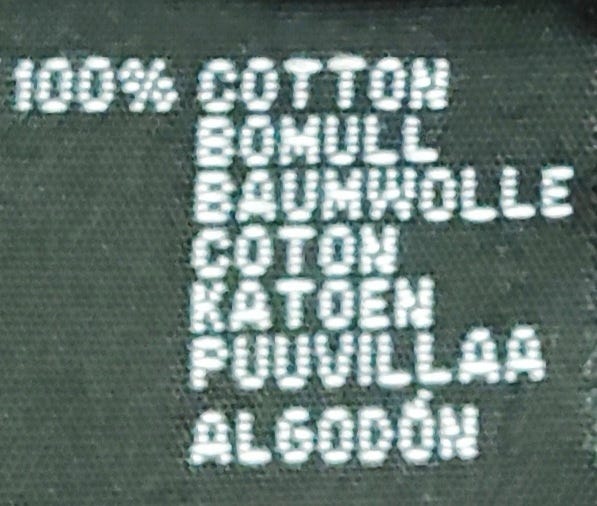 100% COTTON
BOMULL
BAUMWOLLE
COTON
KATOEN
PUUVILLAA
ALGODÓN